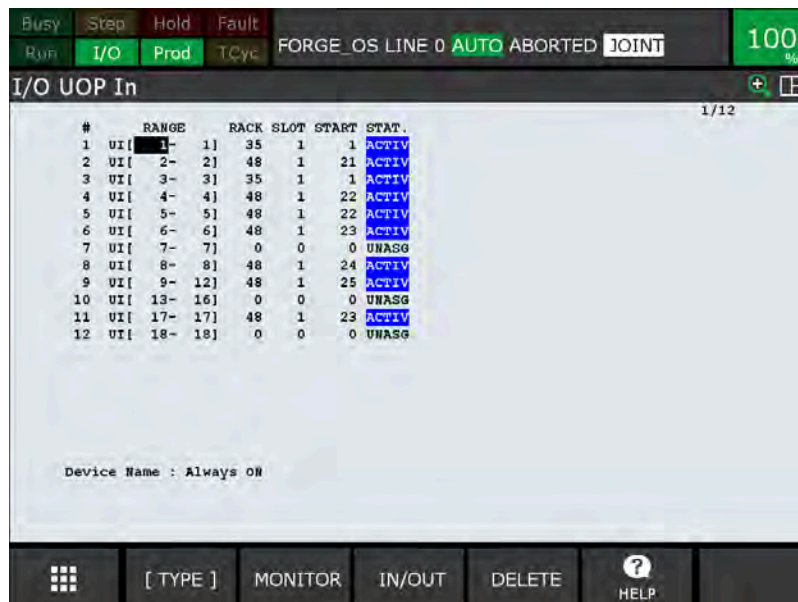 Busy Step Hold Fault
Run I/O Prod TCyc
FORGE_OS LINE 0 AUTO ABORTED JOINT
100
%
I/O UOP In
1/12
# RANGE RACK SLOT START STAT.
1 UI[ 1- 1] 35 1 1 ACTIV
2 UI[ 2- 2] 48 1 21 ACTIV
3 UI[ 3- 3] 35 1 1 ACTIV
4 UI[ 4- 4] 48 1 22 ACTIV
5 UI[ 5- 5] 48 1 22 ACTIV
6 UI[ 6- 6] 48 1 23 ACTIV
7 UI[ 7- 7] 0 0 0 UNASG
8 UI[ 8- 8] 48 1 24 ACTIV
9 UI[ 9- 12] 48 1 25 ACTIV
10 UI[ 13- 16] 0 0 0 UNASG
11 UI[ 17- 17] 48 1 23 ACTIV
12 UI[ 18- 18] 0 0 0 UNASG
Device Name : Always ON
[ TYPE ] MONITOR IN/OUT DELETE ? HELP